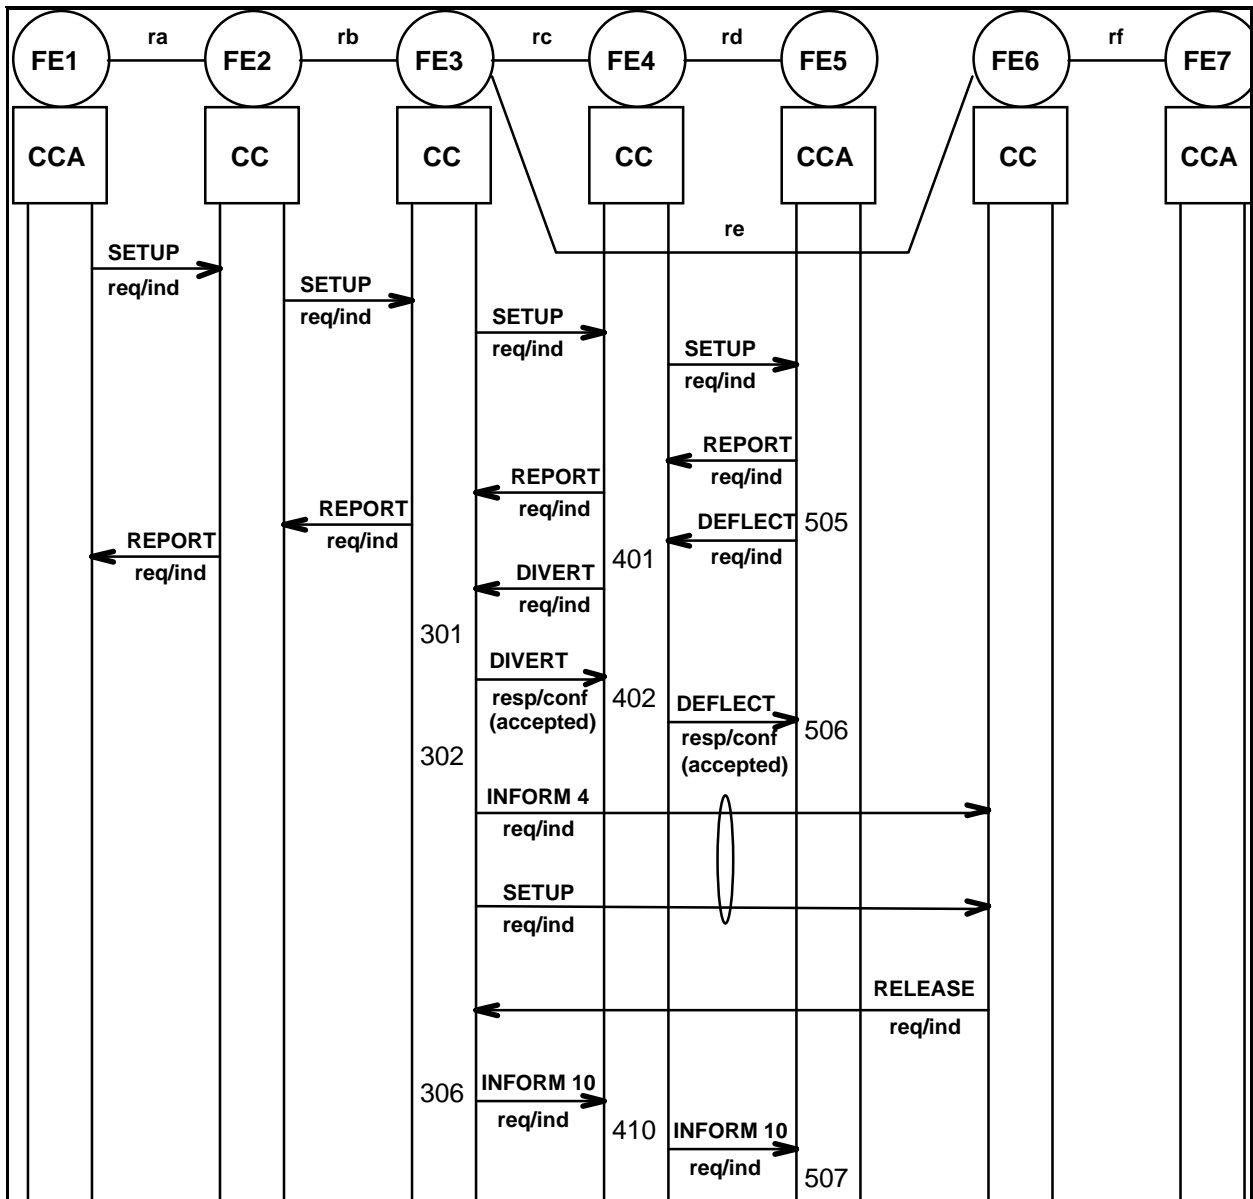 ra rb rc rd rf
FE1 FE2 FE3 FE4 FE5 FE6 FE7
CCA CC CC CC CCA CC CCA
re
SETUP
req/ind
SETUP
req/ind
SETUP
req/ind
SETUP
req/ind
REPORT
req/ind
REPORT
req/ind
REPORT
req/ind
REPORT
req/ind
DEFLECT 505
req/ind
401
DIVERT
req/ind
301
DIVERT
resp/conf
(accepted)
402
DEFLECT
resp/conf
(accepted)
506
302
INFORM 4
req/ind
SETUP
req/ind
RELEASE
req/ind
306 INFORM 10
req/ind
410 INFORM 10
req/ind
507